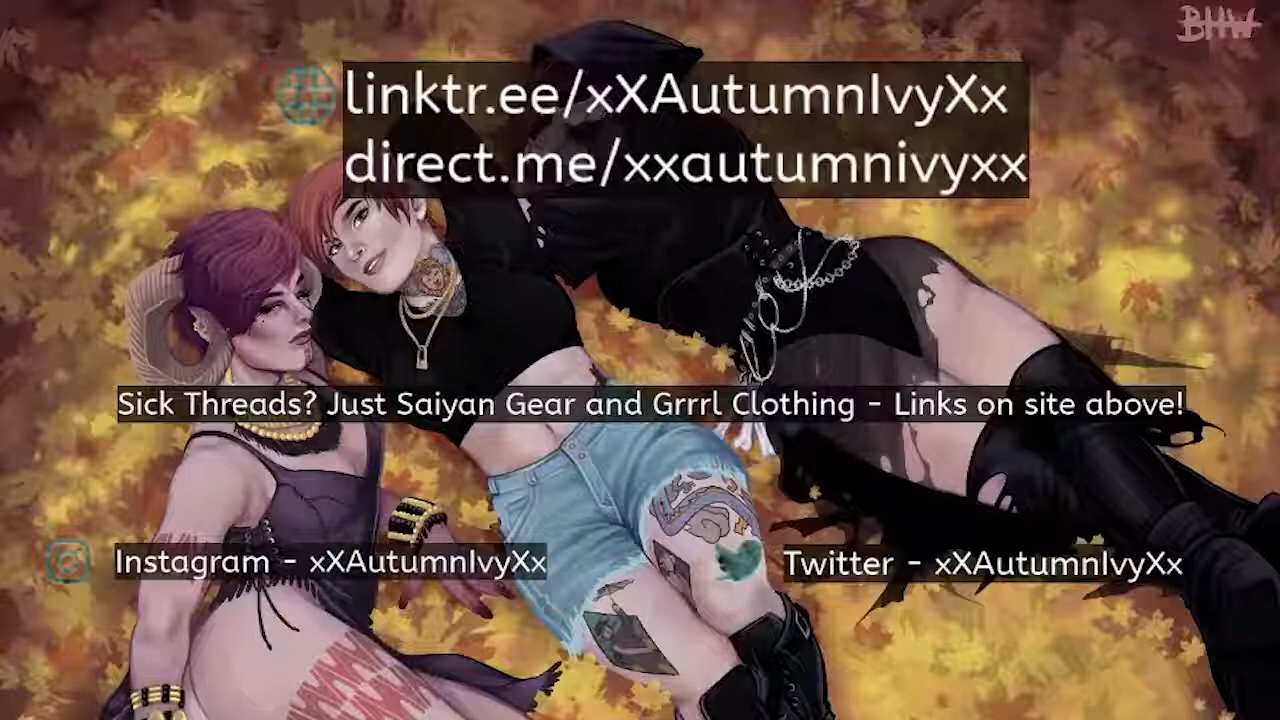 BHW
linktr.ee/xXAutumnIvyXx
direct.me/xxautumnivyxx
Sick Threads? Just Saiyan Gear and Grrrl Clothing - Links on site above!
Instagram - xXAutumnIvyXx
Twitter - xXAutumnIvyXx